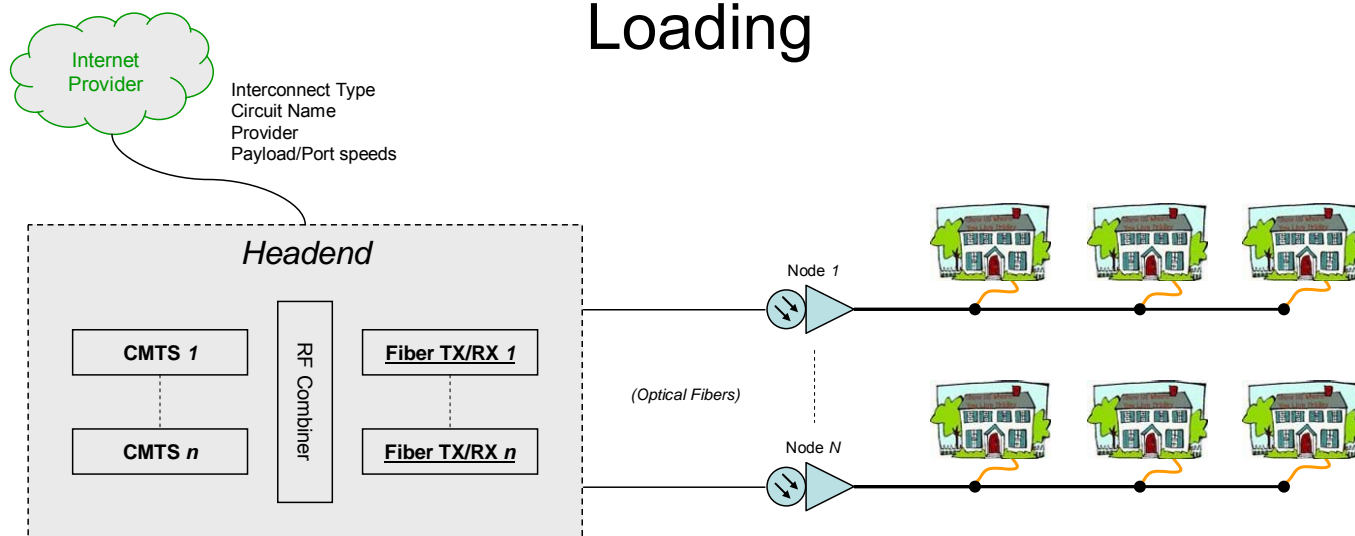 Loading
Internet
Provider
Interconnect Type
Circuit Name
Provider
Payload/Port speeds
Headend
CMTS 1
CMTS n
RF Combiner
Fiber TX/RX 1
Fiber TX/RX n
(Optical Fibers)
Node 1
Node N